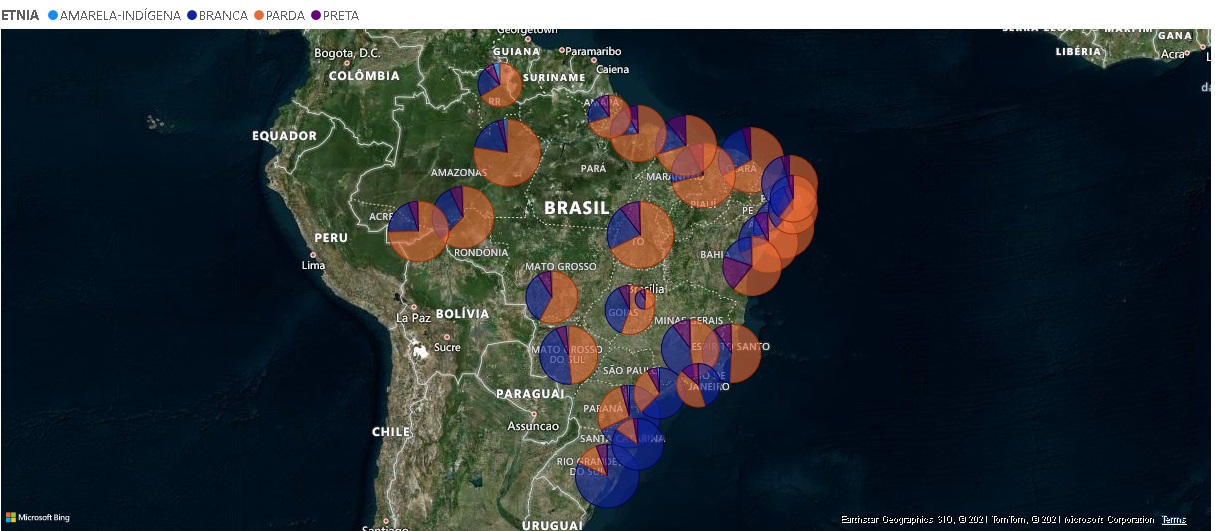 ETNIA AMARELA-INDÍGENA BRANCA PARDA PRETA
Georgetown
Bogota, D.C.
GUIANA
Paramaribo
LIBÉRIA
GANA
Acra
COLÔMBIA
SURINAME
Caiena
RR
AMAPÁ
EQUADOR
AMAZONAS
PARÁ
MARANHÃO
CEARÁ
PIAUÍ
PE
ACRE
BRASIL
PERU
RONDÔNIA
TO
BAHIA
Lima
MATO GROSSO
Brasília
GOIÁS
La Paz
BOLÍVIA
MINAS GERAIS
Sucre
MATO GROSSO
DO SUL
ESPÍRITO SANTO
SÃO PAULO
RIO DE
JANEIRO
PARAGUAI
PARANÁ
Assuncao
CHILE
SANTA CATARINA
RIO GRANDE
DO SUL
Microsoft Bing
Santiago
URUGUAI
Earthstar Geographics SIO, © 2021 TomTom, © 2021 Microsoft Corporation Terms